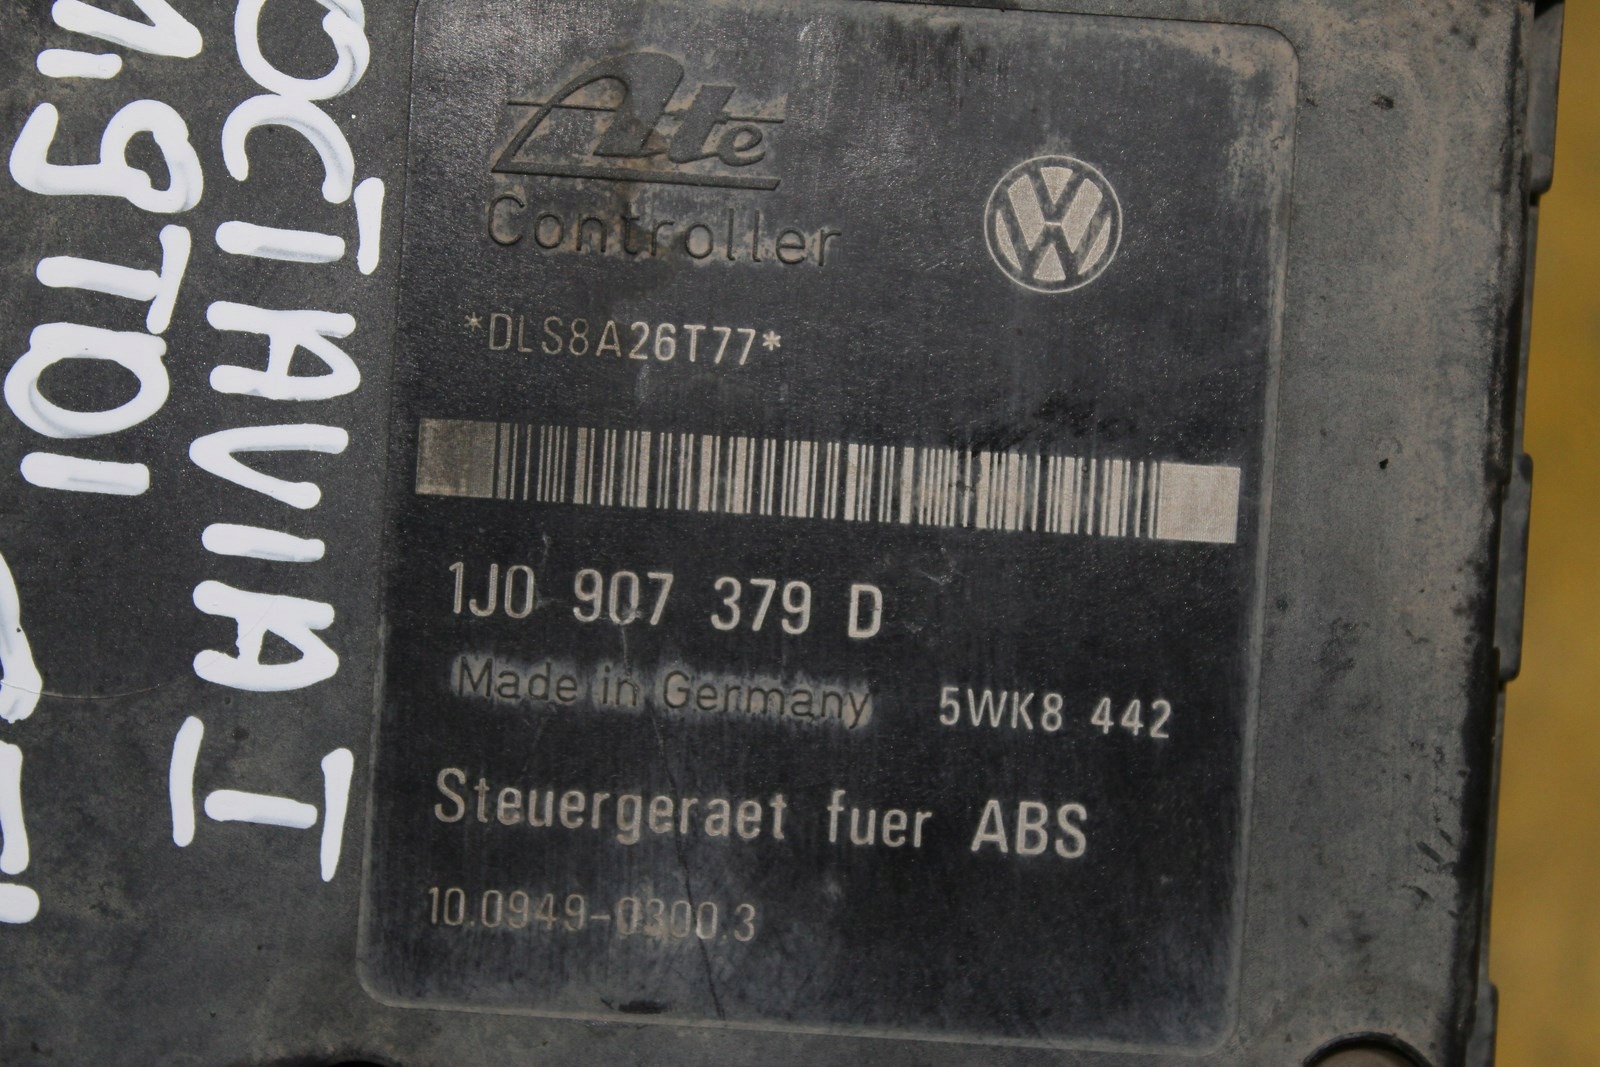 Ate
Controller
*DLS8A26T77*
1J0 907 379 D
Made in Germany 5WK8 442
Steuergeraet fuer ABS
10.0949-0300.3
OCTAVIA I
1.9TDI